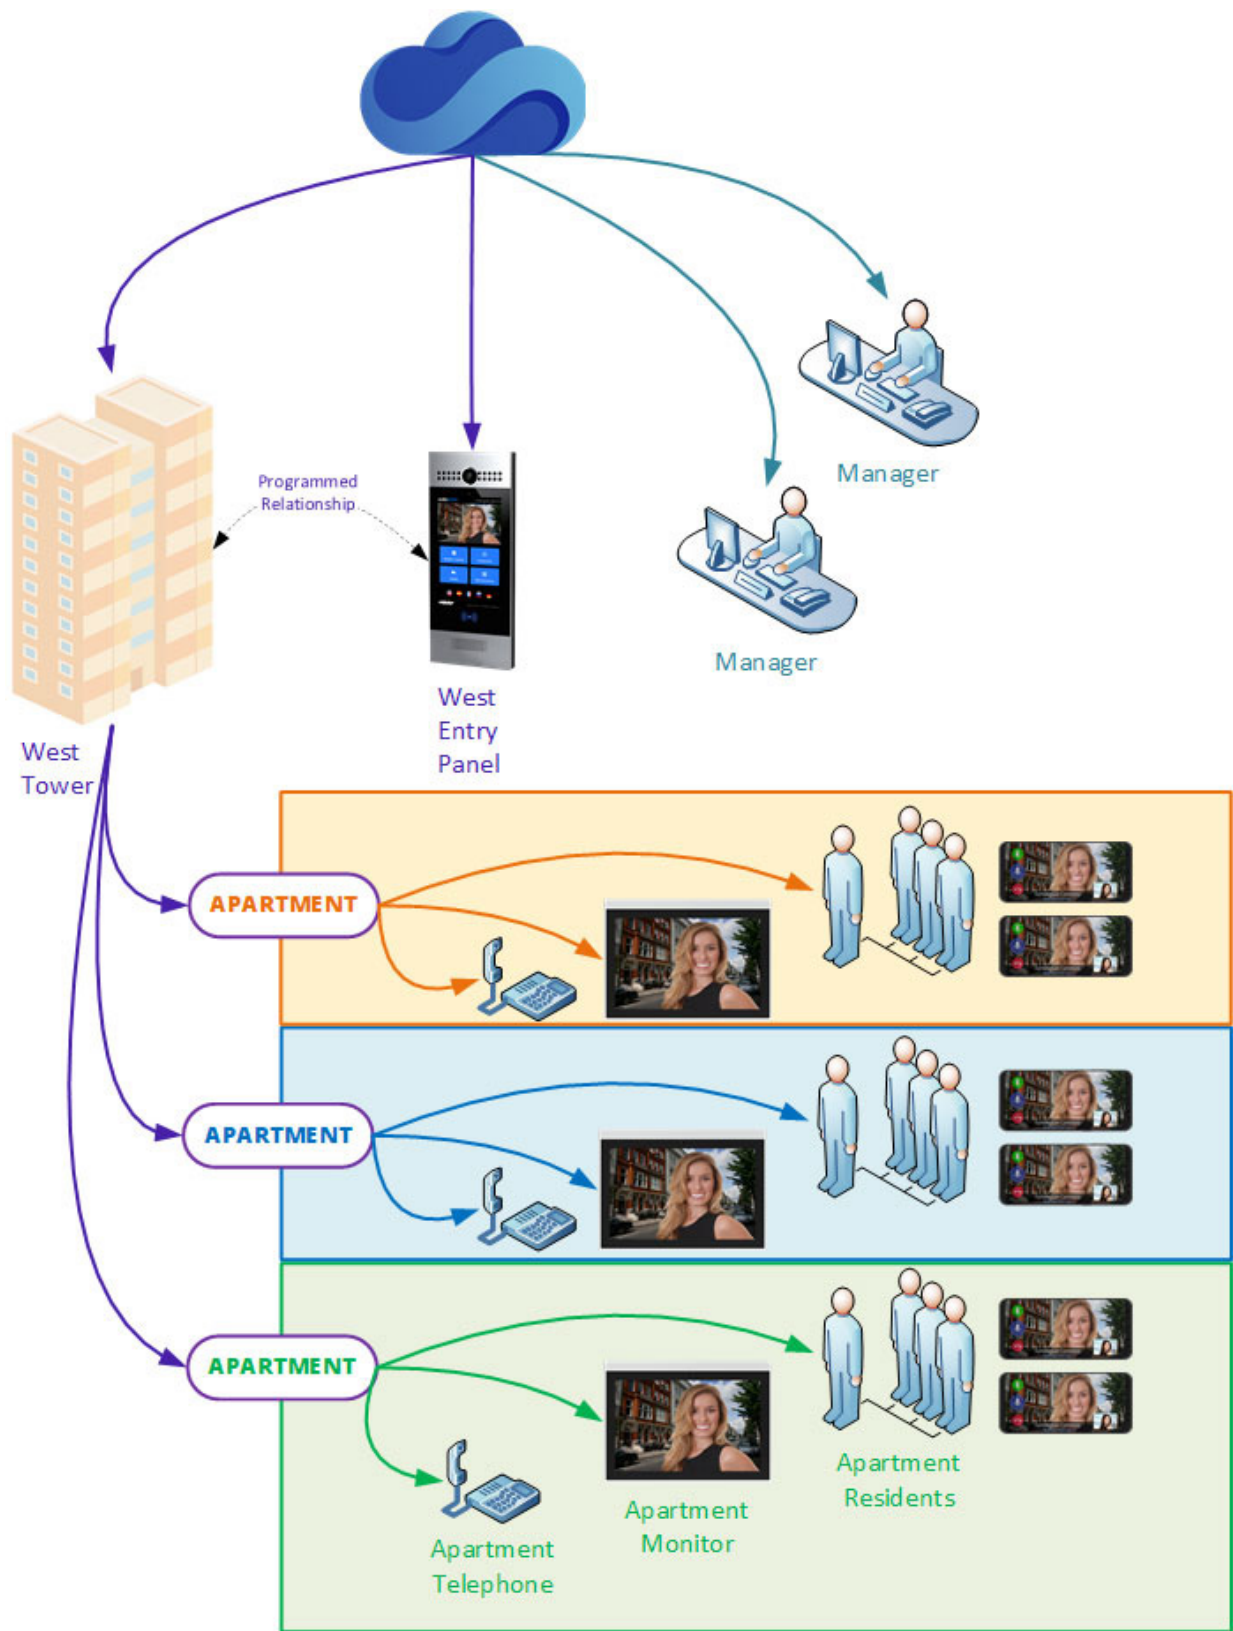 Manager
Programmed
Relationship
Manager
West
Entry
Panel
West
Tower
APARTMENT
APARTMENT
APARTMENT
Apartment
Residents
Apartment
Monitor
Apartment
Telephone